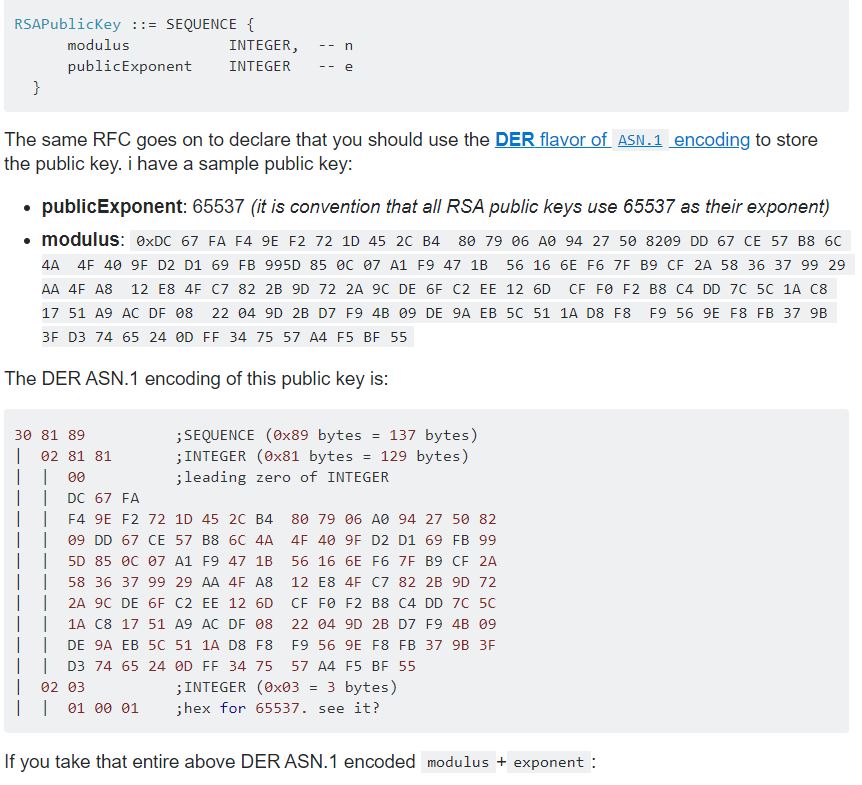 RSAPublicKey ::= SEQUENCE {
      modulus           INTEGER,  -- n
      publicExponent    INTEGER   -- e
  }
The same RFC goes on to declare that you should use the DER flavor of ASN.1 encoding to store
the public key. i have a sample public key:
• publicExponent: 65537 (it is convention that all RSA public keys use 65537 as their exponent)
• modulus: 0xDC 67 FA F4 9E F2 72 1D 45 2C B4  80 79 06 A0 94 27 50 8209 DD 67 CE 57 B8 6C
4A  4F 40 9F D2 D1 69 FB 995D 85 0C 07 A1 F9 47 1B  56 16 6E F6 7F B9 CF 2A 58 36 37 99 29
AA 4F A8  12 E8 4F C7 82 2B 9D 72 2A 9C DE 6F C2 EE 12 6D  CF F0 F2 B8 C4 DD 7C 5C 1A C8
17 51 A9 AC DF 08  22 04 9D 2B D7 F9 4B 09 DE 9A EB 5C 51 1A D8 F8  F9 56 9E F8 FB 37 9B
3F D3 74 65 24 0D FF 34 75 57 A4 F5 BF 55
The DER ASN.1 encoding of this public key is:
30 81 89          ;SEQUENCE (0x89 bytes = 137 bytes)
|  02 81 81       ;INTEGER (0x81 bytes = 129 bytes)
|  |  00          ;leading zero of INTEGER
|  |  DC 67 FA
|  |  F4 9E F2 72 1D 45 2C B4  80 79 06 A0 94 27 50 82
|  |  09 DD 67 CE 57 B8 6C 4A  4F 40 9F D2 D1 69 FB 99
|  |  5D 85 0C 07 A1 F9 47 1B  56 16 6E F6 7F B9 CF 2A
|  |  58 36 37 99 29 AA 4F A8  12 E8 4F C7 82 2B 9D 72
|  |  2A 9C DE 6F C2 EE 12 6D  CF F0 F2 B8 C4 DD 7C 5C
|  |  1A C8 17 51 A9 AC DF 08  22 04 9D 2B D7 F9 4B 09
|  |  DE 9A EB 5C 51 1A D8 F8  F9 56 9E F8 FB 37 9B 3F
|  |  D3 74 65 24 0D FF 34 75  57 A4 F5 BF 55
|  02 03          ;INTEGER (0x03 = 3 bytes)
|  |  01 00 01    ;hex for 65537. see it?
If you take that entire above DER ASN.1 encoded modulus + exponent :